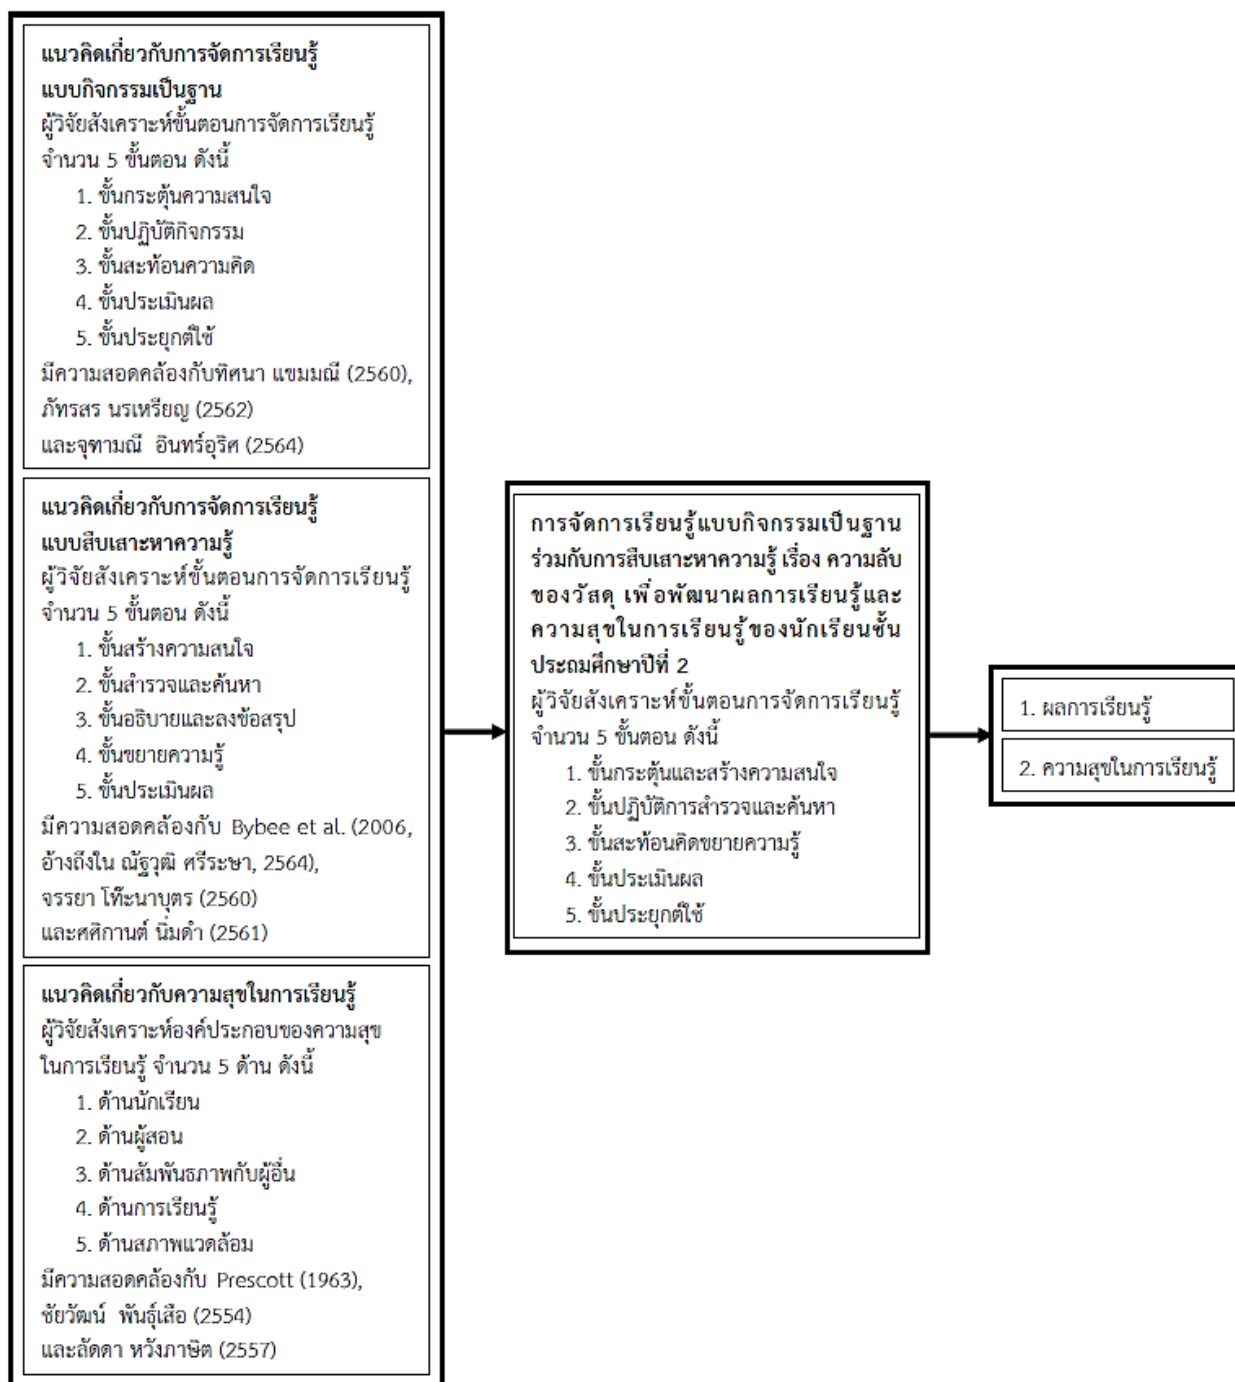 แนวคิดเกี่ยวกับการจัดการเรียนรู้
แบบกิจกรรมเป็นฐาน
ผู้วิจัยสังเคราะห์ขั้นตอนการจัดการเรียนรู้
จำนวน 5 ขั้นตอน ดังนี้
1. ขั้นกระตุ้นความสนใจ
2. ขั้นปฏิบัติกิจกรรม
3. ขั้นสะท้อนความคิด
4. ขั้นประเมินผล
5. ขั้นประยุกต์ใช้
มีความสอดคล้องกับทิศนา แขมมณี (2560),
ภัทรสร นรเหรียญ (2562)
และจุฑามณี อินทร์อุริศ (2564)
แนวคิดเกี่ยวกับการจัดการเรียนรู้
แบบสืบเสาะหาความรู้
ผู้วิจัยสังเคราะห์ขั้นตอนการจัดการเรียนรู้
จำนวน 5 ขั้นตอน ดังนี้
1. ขั้นสร้างความสนใจ
2. ขั้นสำรวจและค้นหา
3. ขั้นอธิบายและลงข้อสรุป
4. ขั้นขยายความรู้
5. ขั้นประเมินผล
มีความสอดคล้องกับ Bybee et al. (2006,
อ้างถึงใน ณัฐวุฒิ ศรีระษา, 2564),
จรรยา โท๊ะนาบุตร (2560)
และศศิกานต์ นิ่มดำ (2561)
แนวคิดเกี่ยวกับความสุขในการเรียนรู้
ผู้วิจัยสังเคราะห์องค์ประกอบของความสุข
ในการเรียนรู้ จำนวน 5 ด้าน ดังนี้
1. ด้านนักเรียน
2. ด้านผู้สอน
3. ด้านสัมพันธภาพกับผู้อื่น
4. ด้านการเรียนรู้
5. ด้านสภาพแวดล้อม
มีความสอดคล้องกับ Prescott (1963),
ชัยวัฒน์ พันธุ์เสือ (2554)
และลัดดา หวังภาษิต (2557)
การจัดการเรียนรู้แบบกิจกรรมเป็นฐาน
ร่วมกับการสืบเสาะหาความรู้ เรื่อง ความลับ
ของวัสดุ เพื่อพัฒนาผลการเรียนรู้และ
ความสุขในการเรียนรู้ของนักเรียนชั้น
ประถมศึกษาปีที่ 2
ผู้วิจัยสังเคราะห์ขั้นตอนการจัดการเรียนรู้
จำนวน 5 ขั้นตอน ดังนี้
1. ขั้นกระตุ้นและสร้างความสนใจ
2. ขั้นปฏิบัติการสำรวจและค้นหา
3. ขั้นสะท้อนคิดขยายความรู้
4. ขั้นประเมินผล
5. ขั้นประยุกต์ใช้
1. ผลการเรียนรู้
2. ความสุขในการเรียนรู้